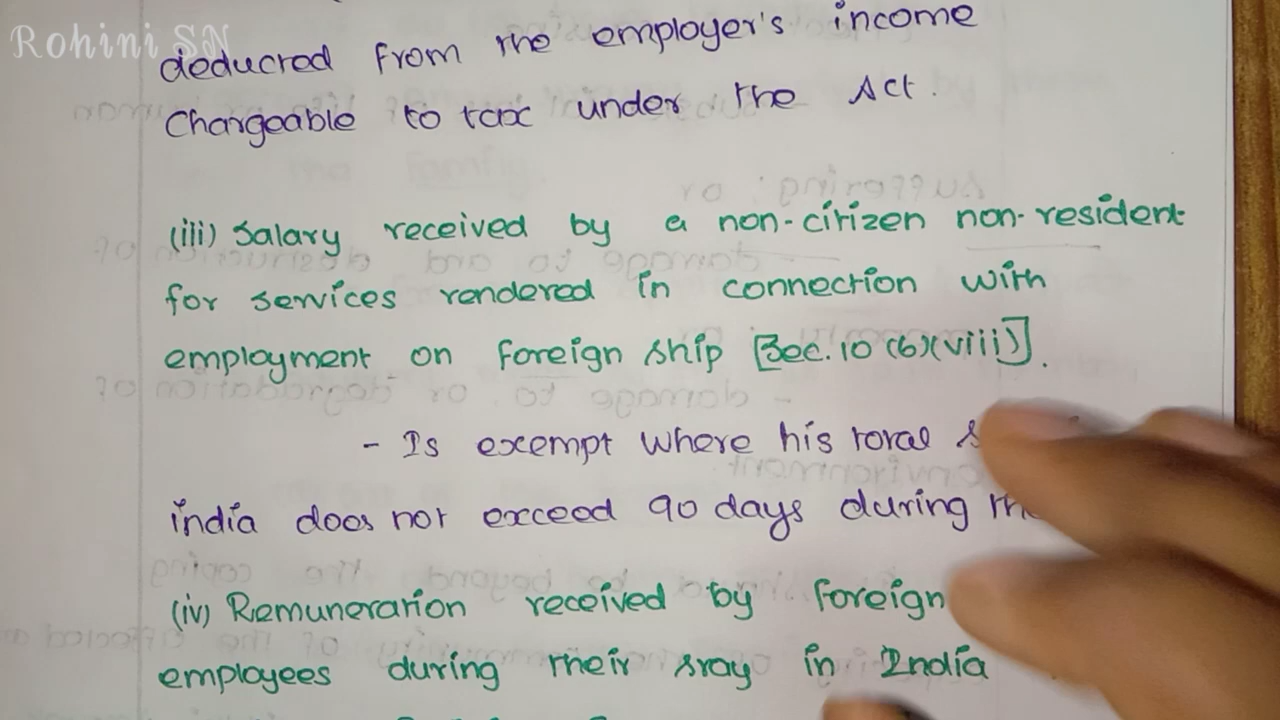 Rohini SN
deducted from the employer's income
Chargeable to tax under the Act.
(iii) Salary received by a non-citizen non-resident
for services rendered in connection with
employment on foreign ship [Sec. 10 (6)(viii)].
- Is exempt where his total
india does not exceed 90 days during
(iv) Remuneration received by foreign
employees during their stay in India